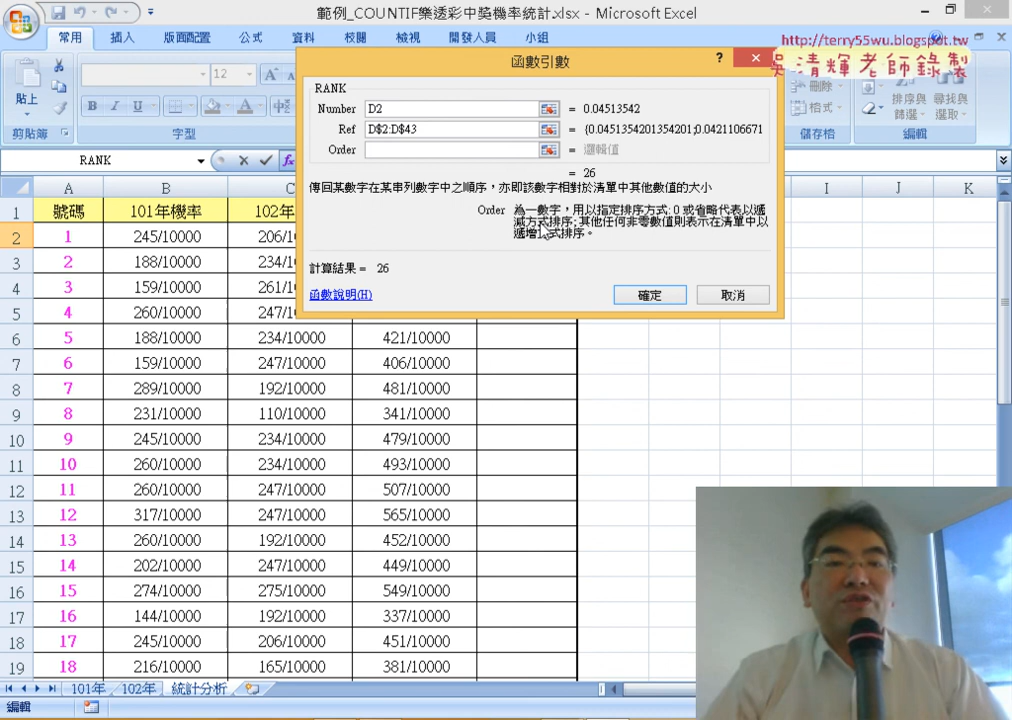 範例_COUNTIF樂透彩中獎機率統計.xlsx - Microsoft Excel
常用 插入 版面配置 公式 資料 校閱 檢視 開發人員 小組
http://terry55wu.blogspot.tw
吳清輝老師錄製
貼上 12 B I U 刪除 格式 排序與篩選 尋找與選取
剪貼簿 字型 儲存格 編輯
RANK
函數引數
RANK
Number D2 = 0.04513542
Ref D$2:D$43 = {0.0451354201354201;0.0421106671
Order = 邏輯值
= 26
傳回某數字在某串列數字中之順序，亦即該數字相對於清單中其他數值的大小
Order 為一數字，用以指定排序方式: 0 或省略代表以遞
減方式排序; 其他任何非零數值則表示在清單中以
遞增方式排序。
計算結果 = 26
函數說明(H) 確定 取消
A B C I J K
1 號碼 101年機率 102年
2 1 245/10000 206/1
3 2 188/10000 234/1
4 3 159/10000 261/1
5 4 260/10000 247/1
6 5 188/10000 234/10000 421/10000
7 6 159/10000 247/10000 406/10000
8 7 289/10000 192/10000 481/10000
9 8 231/10000 110/10000 341/10000
10 9 245/10000 234/10000 479/10000
11 10 260/10000 234/10000 493/10000
12 11 260/10000 247/10000 507/10000
13 12 317/10000 247/10000 565/10000
14 13 260/10000 192/10000 452/10000
15 14 202/10000 247/10000 449/10000
16 15 274/10000 275/10000 549/10000
17 16 144/10000 192/10000 337/10000
18 17 245/10000 206/10000 451/10000
19 18 216/10000 165/10000 381/10000
101年 102年 統計分析
編輯